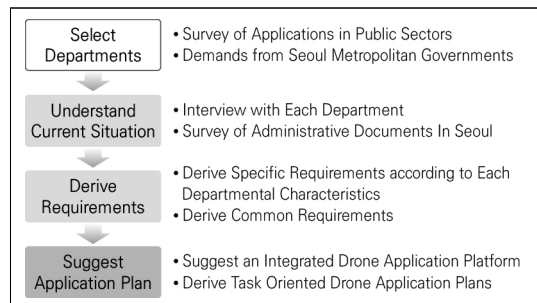 Select
Departments
• Survey of Applications in Public Sectors
• Demands from Seoul Metropolitan Governments
Understand
Current Situation
• Interview with Each Department
• Survey of Administrative Documents In Seoul
Derive
Requirements
• Derive Specific Requirements according to Each
Departmental Characteristics
• Derive Common Requirements
Suggest
Application Plan
• Suggest an Integrated Drone Application Platform
• Derive Task Oriented Drone Application Plans